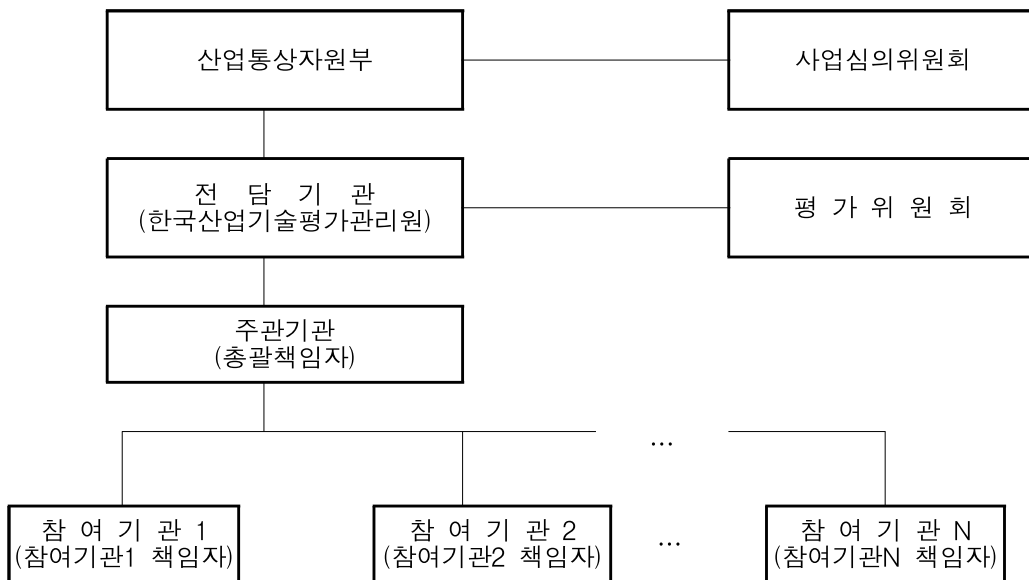 산업통상자원부
사업심의위원회
전 담 기 관
(한국산업기술평가관리원)
평 가 위 원 회
주관기관
(총괄책임자)
...
참 여 기 관 1
(참여기관1 책임자)
참 여 기 관 2
(참여기관2 책임자)
...
참 여 기 관 N
(참여기관N 책임자)